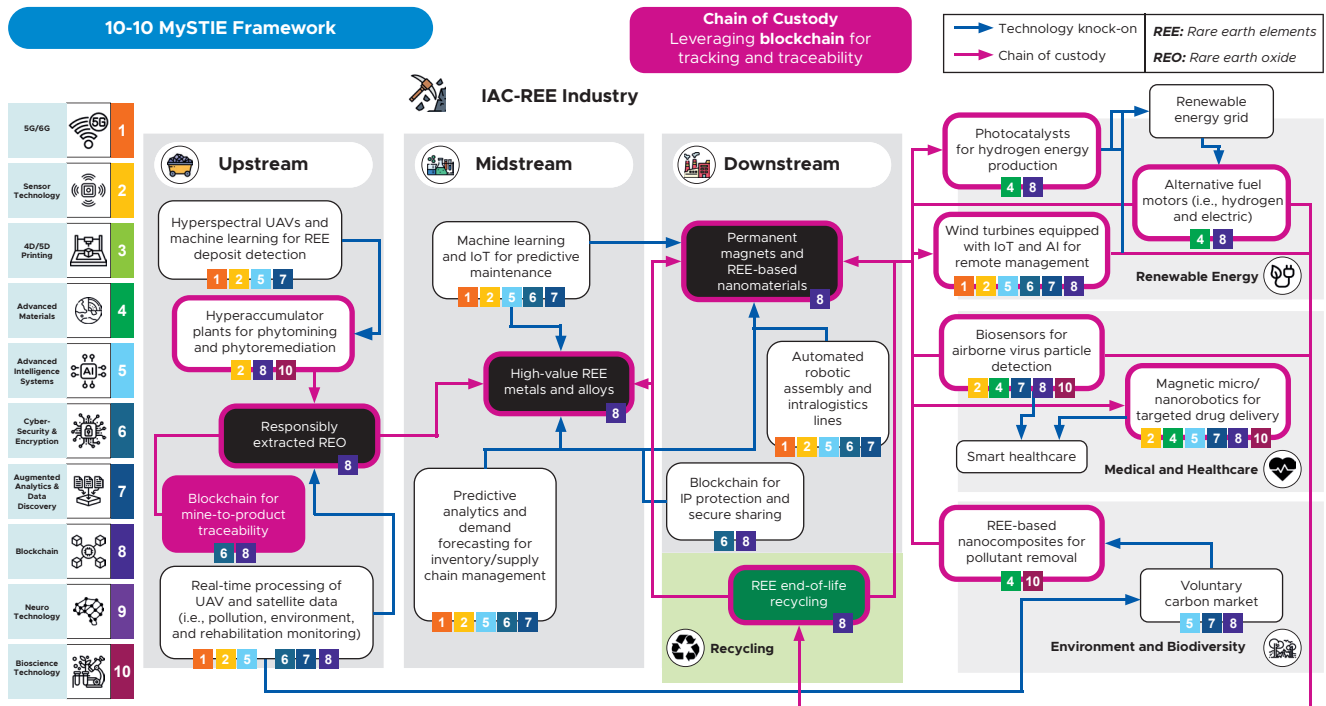 10-10 MySTIE Framework
Chain of Custody
Leveraging blockchain for
tracking and traceability
Technology knock-on
Chain of custody
REE: Rare earth elements
REO: Rare earth oxide
IAC-REE Industry
5G/6G
5G
1
Sensor
Technology
2
4D/5D
Printing
3
Advanced
Materials
4
Advanced
Intelligence
Systems
AI
5
Cyber-
Security &
Encryption
6
Augmented
Analytics &
Data
Discovery
7
Blockchain
8
Neuro
Technology
9
Bioscience
Technology
10
Upstream
Hyperspectral UAVs and
machine learning for REE
deposit detection
1 2 5 7
Hyperaccumulator
plants for phytomining
and phytoremediation
2 8 10
Responsibly
extracted REO
8
Blockchain for
mine-to-product
traceability
6 8
Real-time processing of
UAV and satellite data
(i.e., pollution, environment,
and rehabilitation monitoring)
1 2 5 6 7 8
Midstream
Machine learning
and IoT for predictive
maintenance
1 2 5 6 7
High-value REE
metals and alloys
8
Predictive
analytics and
demand
forecasting for
inventory/supply
chain management
1 2 5 6 7
Downstream
Permanent
magnets and
REE-based
nanomaterials
8
Automated
robotic
assembly and
intralogistics
lines
1 2 5 6 7
Blockchain for
IP protection and
secure sharing
6 8
REE end-of-life
recycling
8
Recycling
Photocatalysts
for hydrogen energy
production
4 8
Renewable
energy grid
Alternative fuel
motors (i.e., hydrogen
and electric)
4 8
Wind turbines equipped
with IoT and AI for
remote management
1 2 5 6 7 8
Renewable Energy
Biosensors for
airborne virus particle
detection
2 4 7 8 10
Magnetic micro/
nanorobotics for
targeted drug delivery
2 4 5 7 8 10
Smart healthcare
Medical and Healthcare
REE-based
nanocomposites for
pollutant removal
4 10
Voluntary
carbon market
5 7 8
Environment and Biodiversity